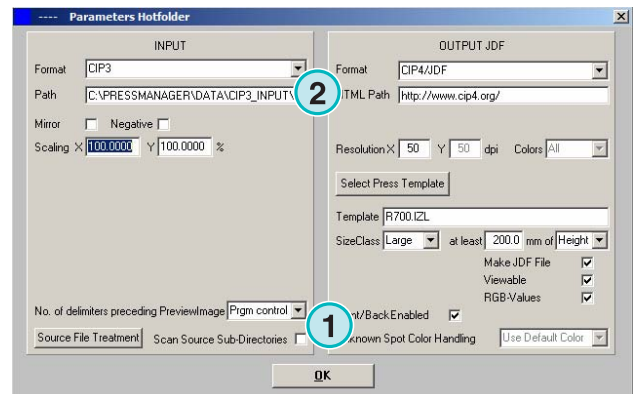 ---- Parameters Hotfolder
INPUT
Format CIP3
Path C:\PRESSMANAGER\DATA\CIP3_INPUT\
Mirror Negative
Scaling X 100.0000 Y 100.0000 %
No. of delimiters preceding PreviewImage Prgm control
Source File Treatment Scan Source Sub-Directories
1
2
OUTPUT JDF
Format CIP4/JDF
HTML Path http://www.cip4.org/
Resolution X 50 Y 50 dpi Colors All
Select Press Template
Template R700.IZL
SizeClass Large at least 200.0 mm of Height
Make JDF File
Viewable
RGB-Values
nt/Back Enabled
known Spot Color Handling Use Default Color
OK